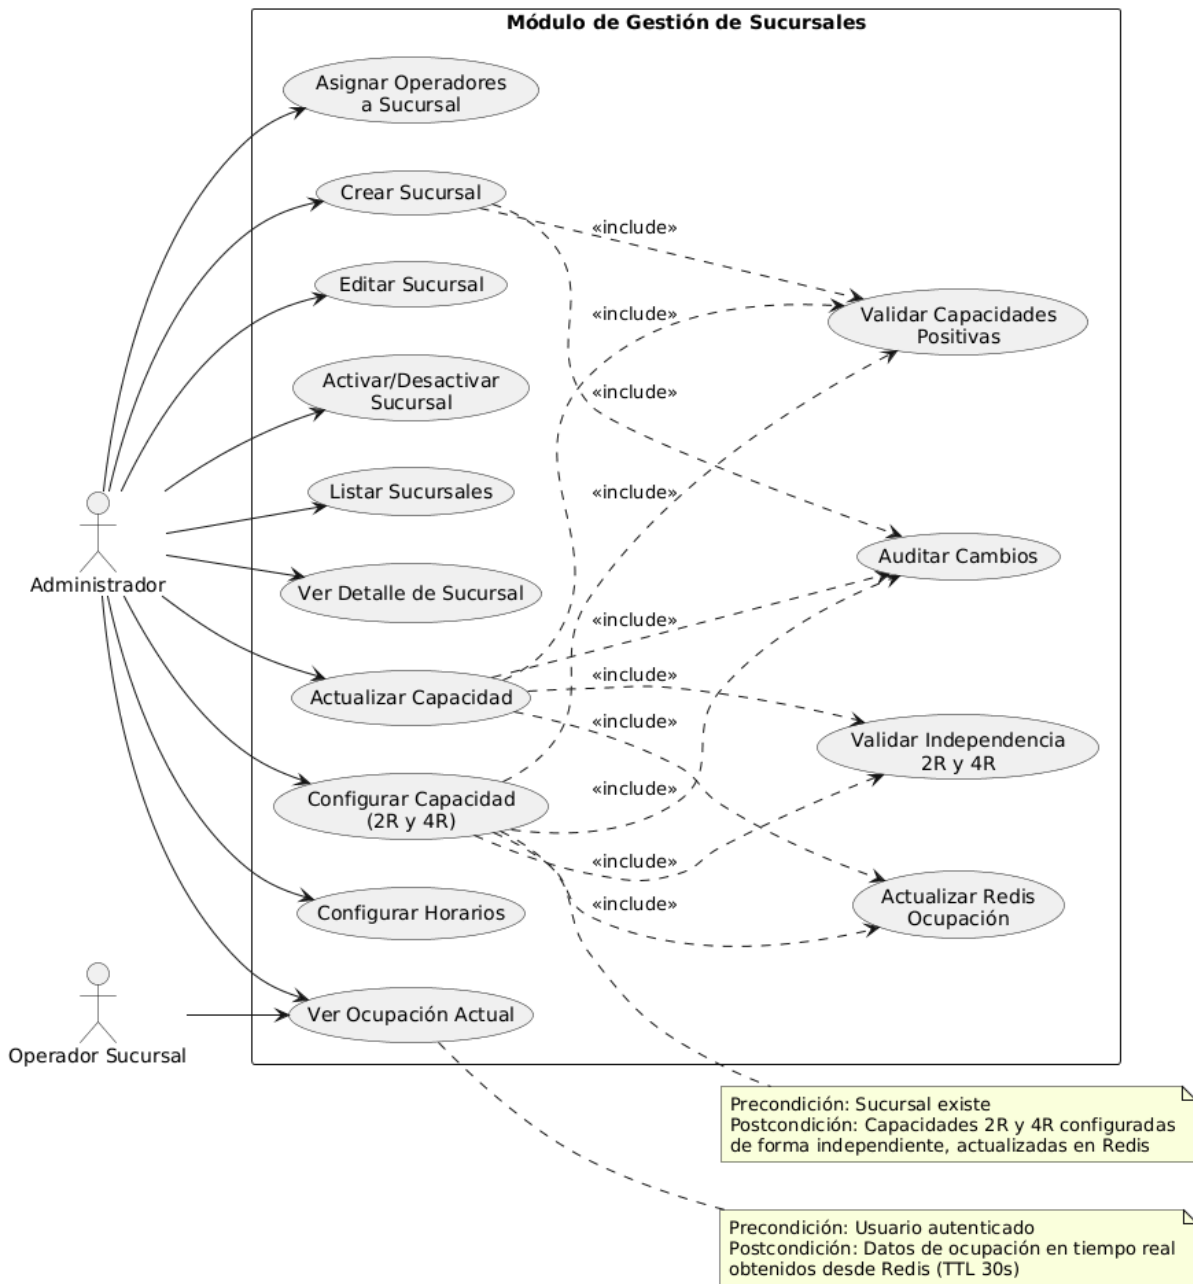 Módulo de Gestión de Sucursales
Asignar Operadores
a Sucursal
Crear Sucursal
«include»
Editar Sucursal
«include»
Validar Capacidades
Positivas
Activar/Desactivar
Sucursal
«include»
Listar Sucursales
«include»
Administrador
Auditar Cambios
Ver Detalle de Sucursal
«include»
Actualizar Capacidad
«include»
«include»
Validar Independencia
2R y 4R
Configurar Capacidad
(2R y 4R)
«include»
«include»
Configurar Horarios
«include»
Actualizar Redis
Ocupación
Ver Ocupación Actual
Operador Sucursal
Precondición: Sucursal existe
Postcondición: Capacidades 2R y 4R configuradas
de forma independiente, actualizadas en Redis
Precondición: Usuario autenticado
Postcondición: Datos de ocupación en tiempo real
obtenidos desde Redis (TTL 30s)